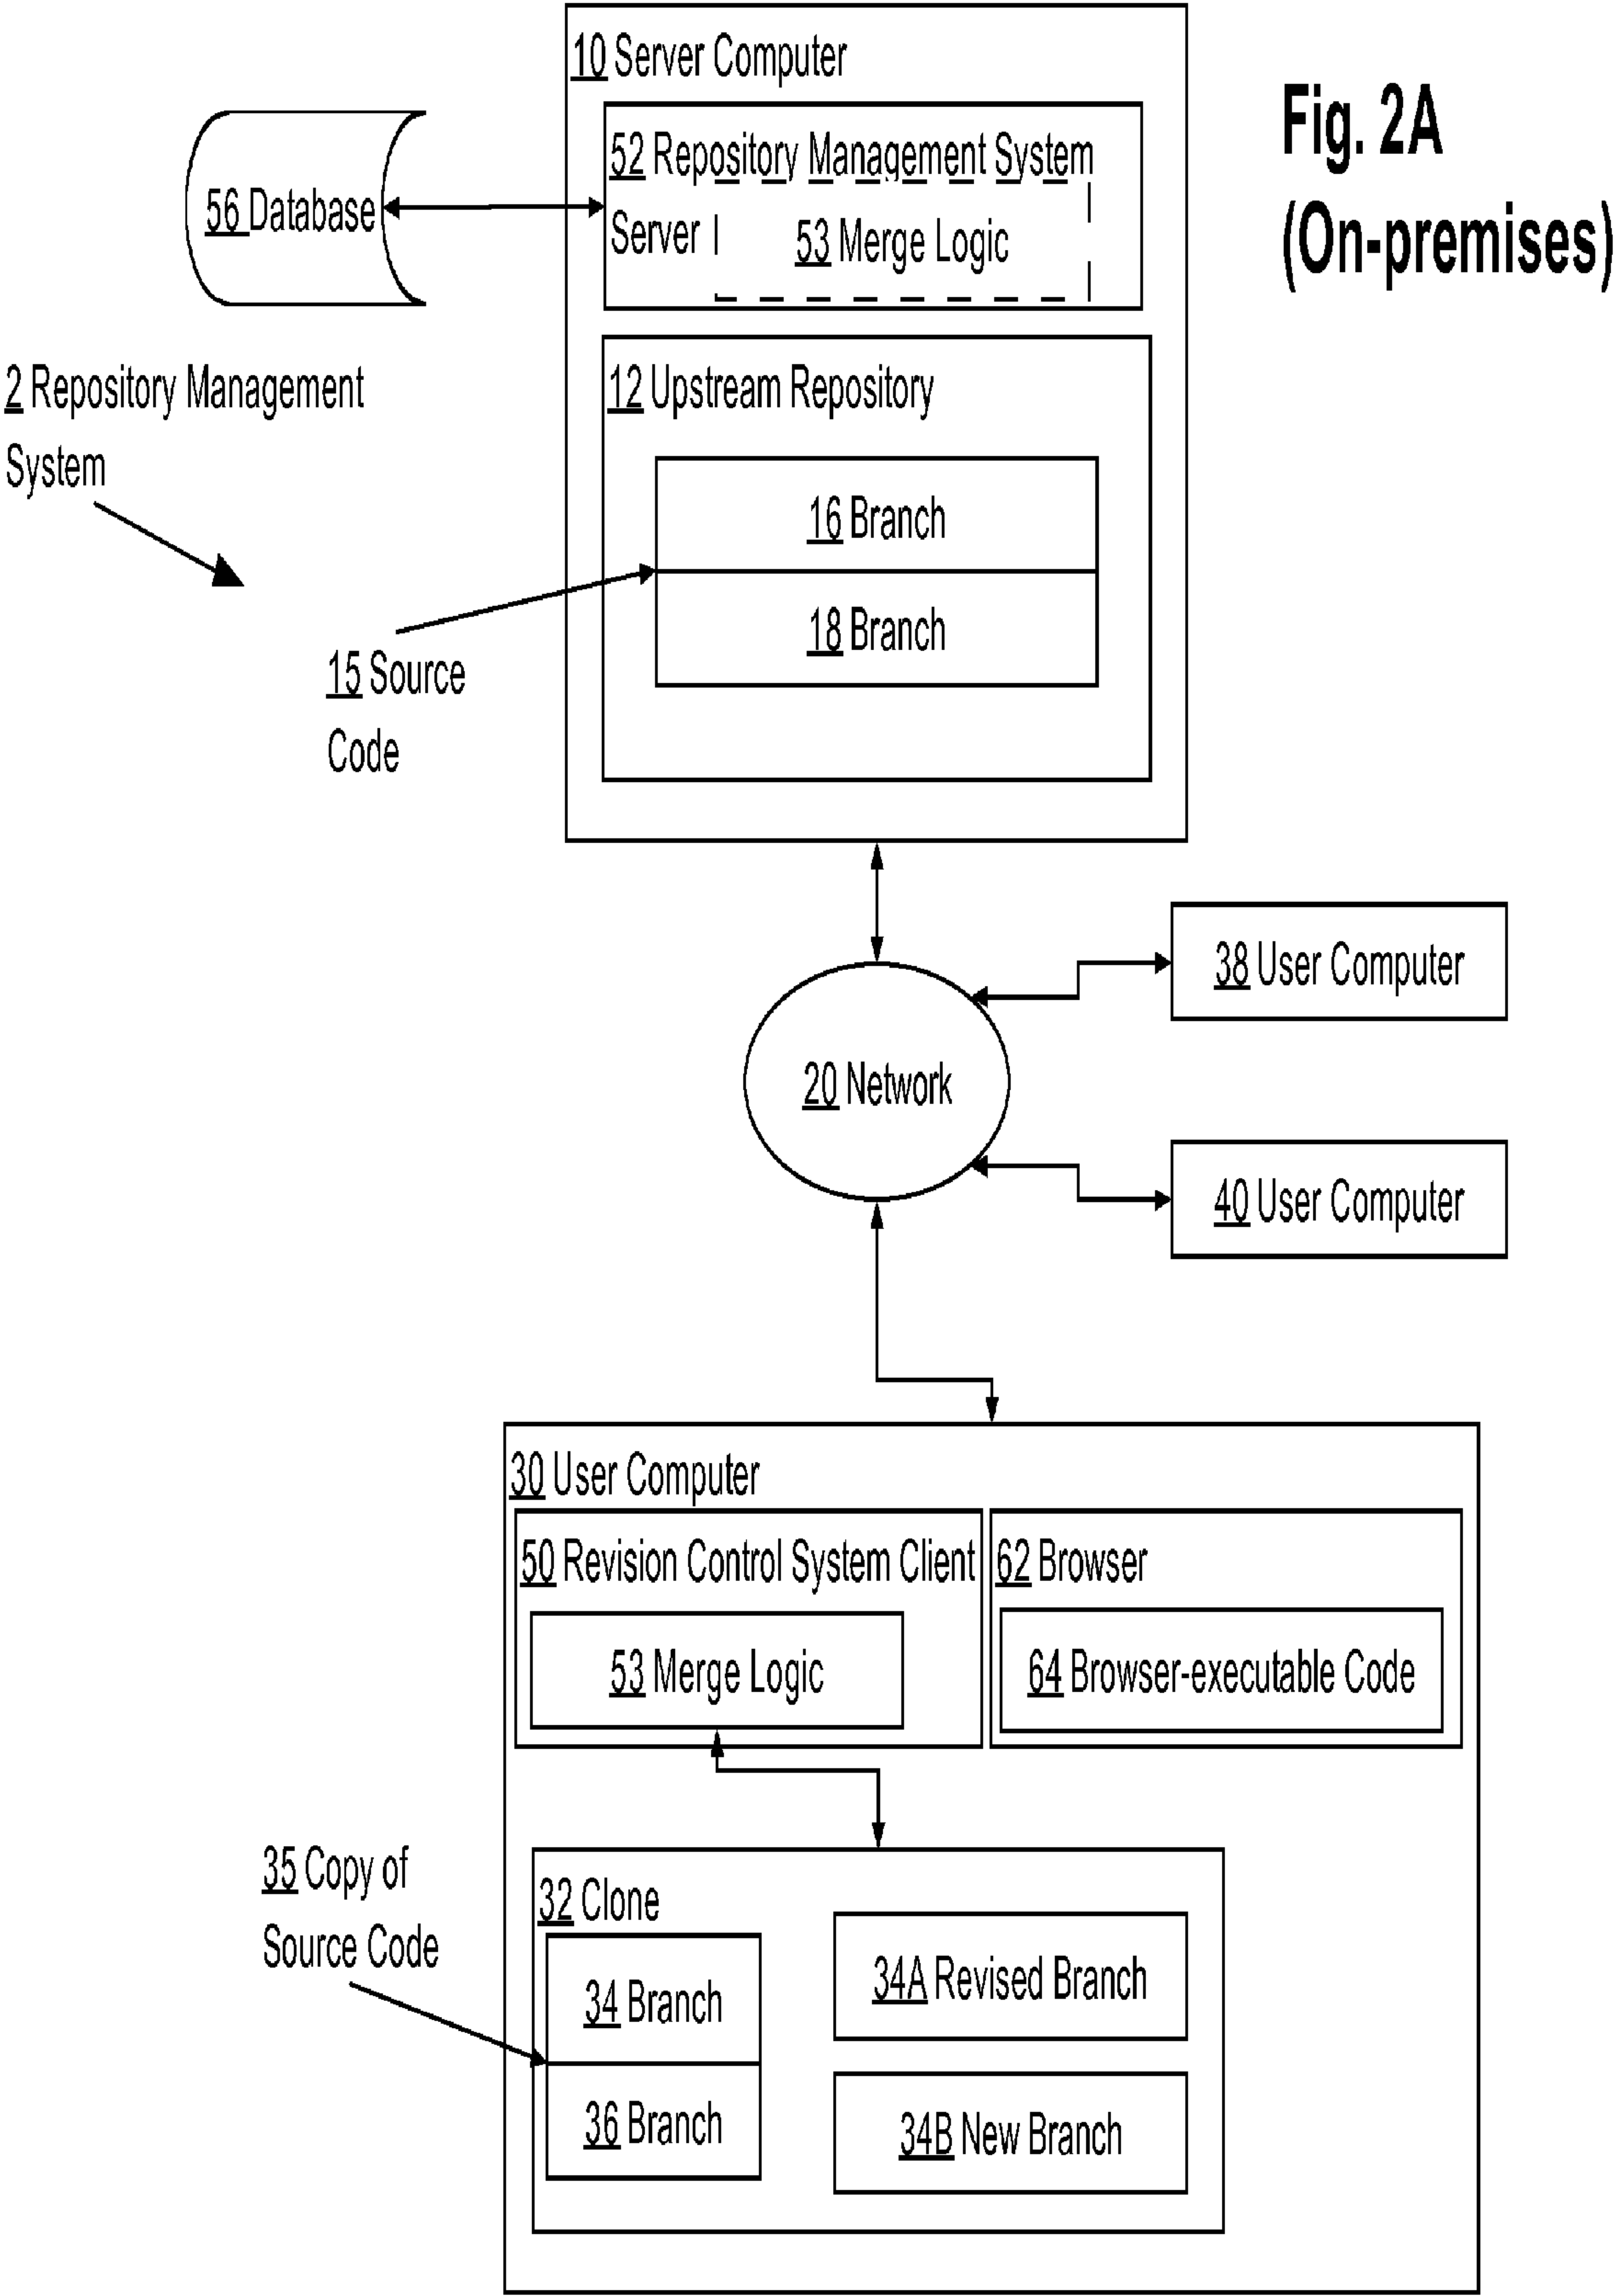 Fig. 2A
(On-premises)
10 Server Computer
52 Repository Management System
Server
53 Merge Logic
56 Database
2 Repository Management
System
12 Upstream Repository
16 Branch
18 Branch
15 Source
Code
38 User Computer
20 Network
40 User Computer
30 User Computer
50 Revision Control System Client
53 Merge Logic
62 Browser
64 Browser-executable Code
35 Copy of
Source Code
32 Clone
34 Branch
36 Branch
34A Revised Branch
34B New Branch